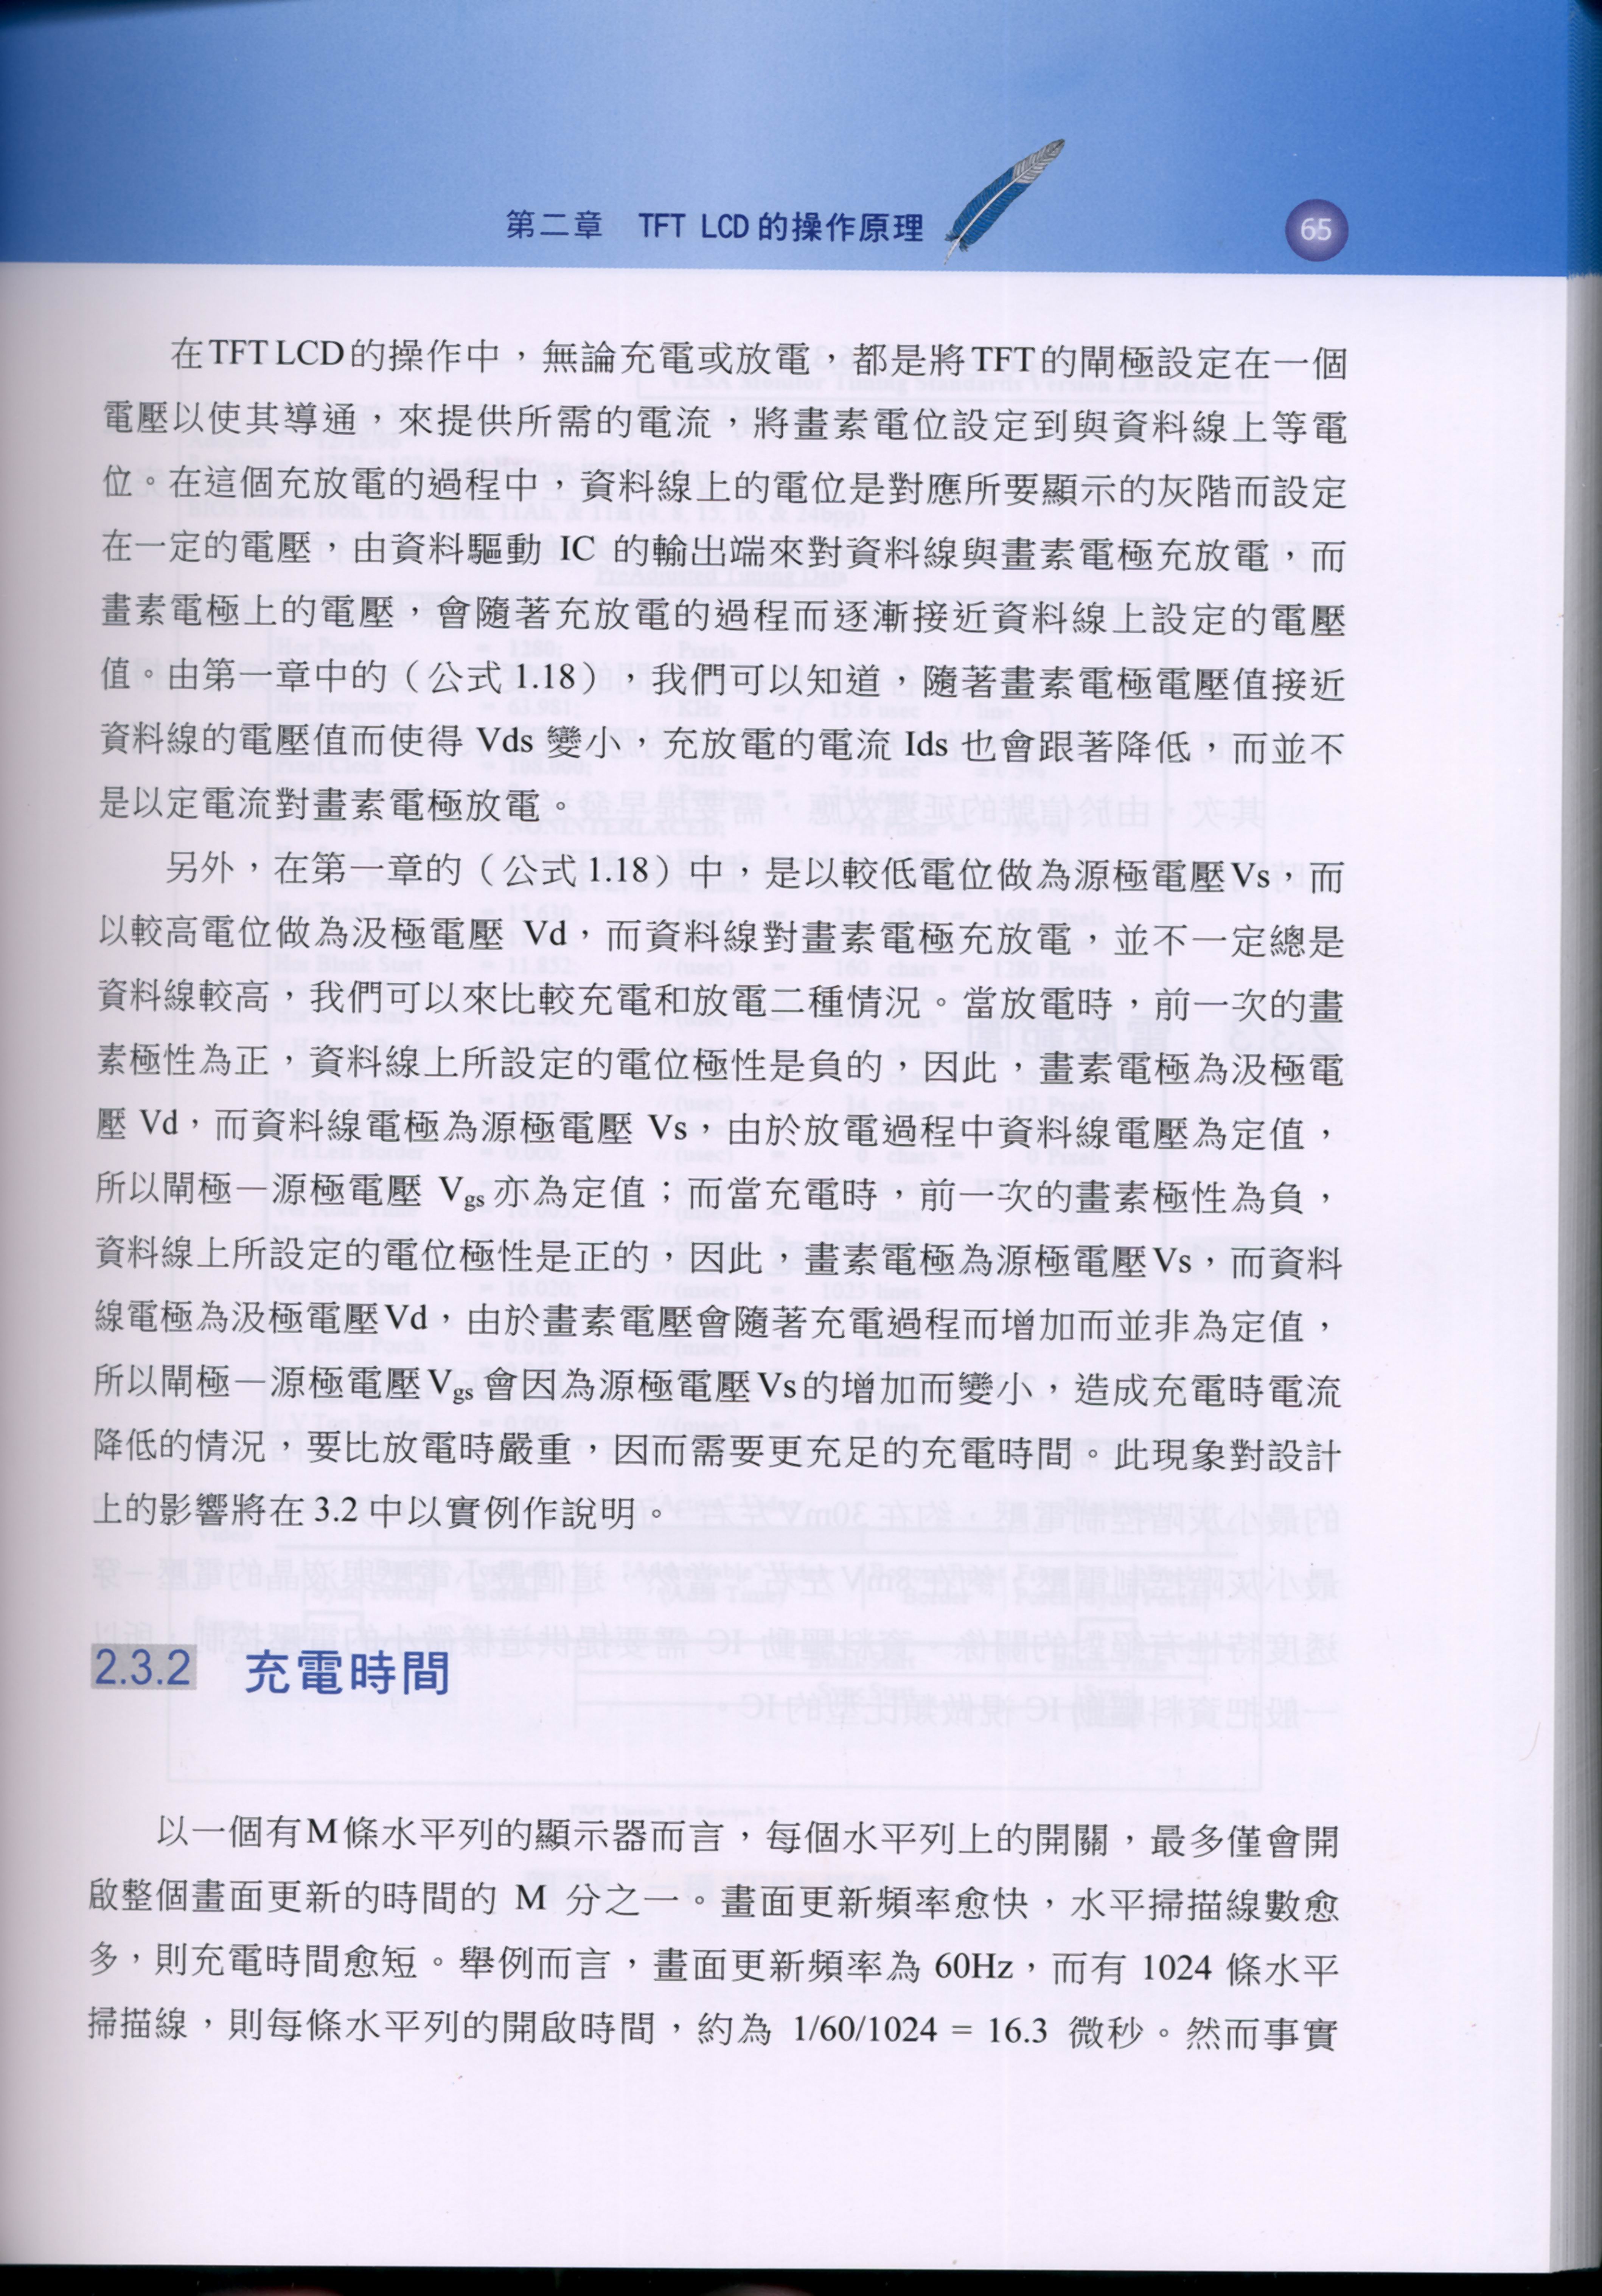 第二章　TFT LCD的操作原理
65
在TFT LCD的操作中，無論充電或放電，都是將TFT的閘極設定在一個
電壓以使其導通，來提供所需的電流，將畫素電位設定到與資料線上等電
位。在這個充放電的過程中，資料線上的電位是對應所要顯示的灰階而設定
在一定的電壓，由資料驅動 IC 的輸出端來對資料線與畫素電極充放電，而
畫素電極上的電壓，會隨著充放電的過程而逐漸接近資料線上設定的電壓
值。由第一章中的（公式 1.18），我們可以知道，隨著畫素電極電壓值接近
資料線的電壓值而使得 Vds 變小，充放電的電流 Ids 也會跟著降低，而並不
是以定電流對畫素電極放電。
另外，在第一章的（公式 1.18）中，是以較低電位做為源極電壓Vs，而
以較高電位做為汲極電壓 Vd，而資料線對畫素電極充放電，並不一定總是
資料線較高，我們可以來比較充電和放電二種情況。當放電時，前一次的畫
素極性為正，資料線上所設定的電位極性是負的，因此，畫素電極為汲極電
壓 Vd，而資料線電極為源極電壓 Vs，由於放電過程中資料線電壓為定值，
所以閘極－源極電壓 Vgs亦為定值；而當充電時，前一次的畫素極性為負，
資料線上所設定的電位極性是正的，因此，畫素電極為源極電壓Vs，而資料
線電極為汲極電壓Vd，由於畫素電壓會隨著充電過程而增加而並非為定值，
所以閘極－源極電壓Vgs會因為源極電壓Vs的增加而變小，造成充電時電流
降低的情況，要比放電時嚴重，因而需要更充足的充電時間。此現象對設計
上的影響將在 3.2 中以實例作說明。
2.3.2　充電時間
以一個有M條水平列的顯示器而言，每個水平列上的開關，最多僅會開
啟整個畫面更新的時間的 M 分之一。畫面更新頻率愈快，水平掃描線數愈
多，則充電時間愈短。舉例而言，畫面更新頻率為 60Hz，而有 1024 條水平
掃描線，則每條水平列的開啟時間，約為 1/60/1024 = 16.3 微秒。然而事實